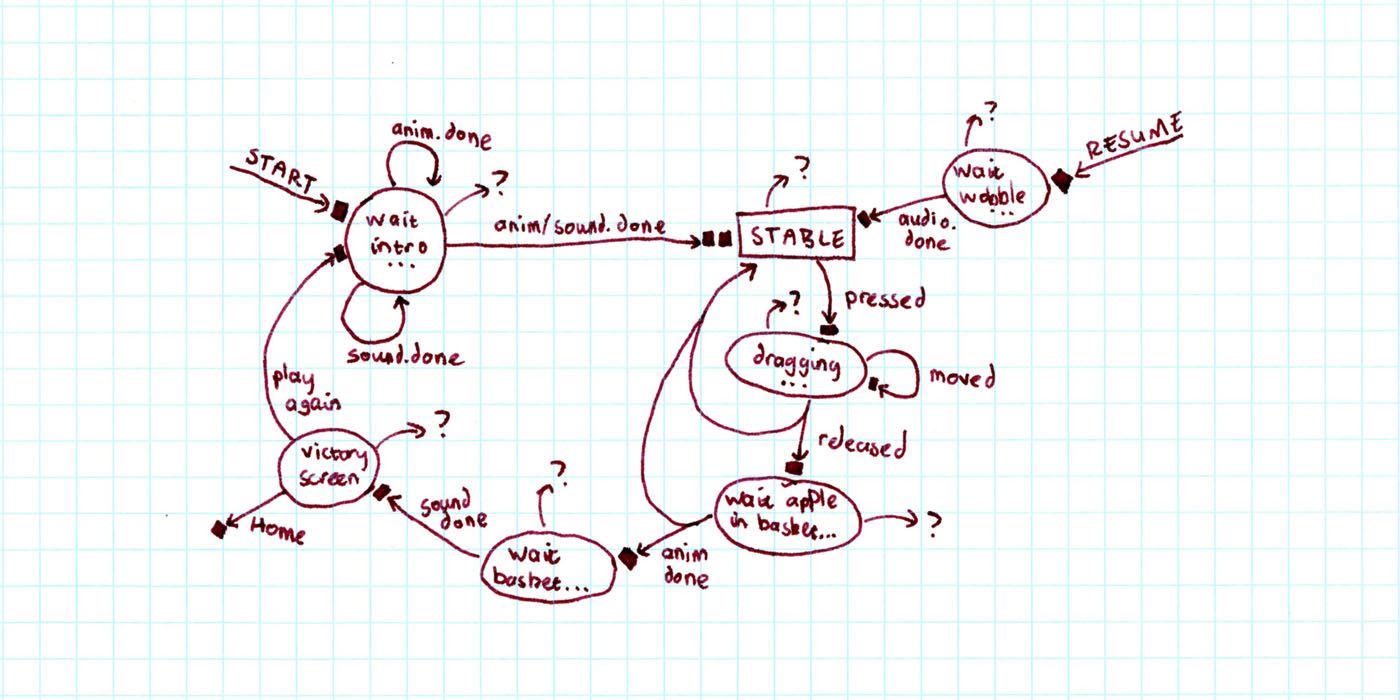 anim.done
START
?
wait
intro
...
anim/sound.done
sound.done
?
STABLE
?
RESUME
wait
wobble
...
audio.
done
pressed
?
dragging
...
moved
released
wait apple
in basket...
?
anim
done
?
wait
basket...
sound
done
?
victory
screen
play
again
Home